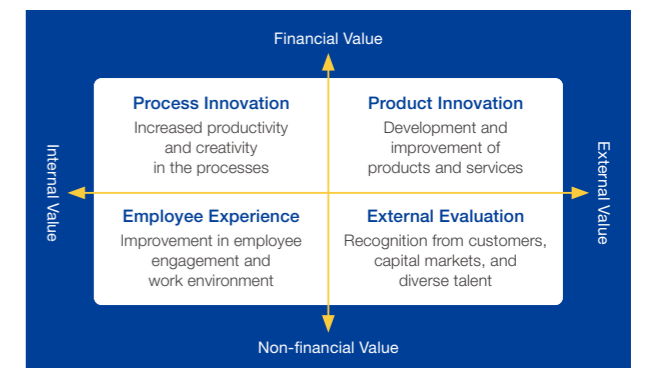 Financial Value
Process Innovation
Increased productivity
and creativity
in the processes
Product Innovation
Development and
improvement of
products and services
Internal Value
External Value
Employee Experience
Improvement in employee
engagement and
work environment
External Evaluation
Recognition from customers,
capital markets, and
diverse talent
Non-financial Value